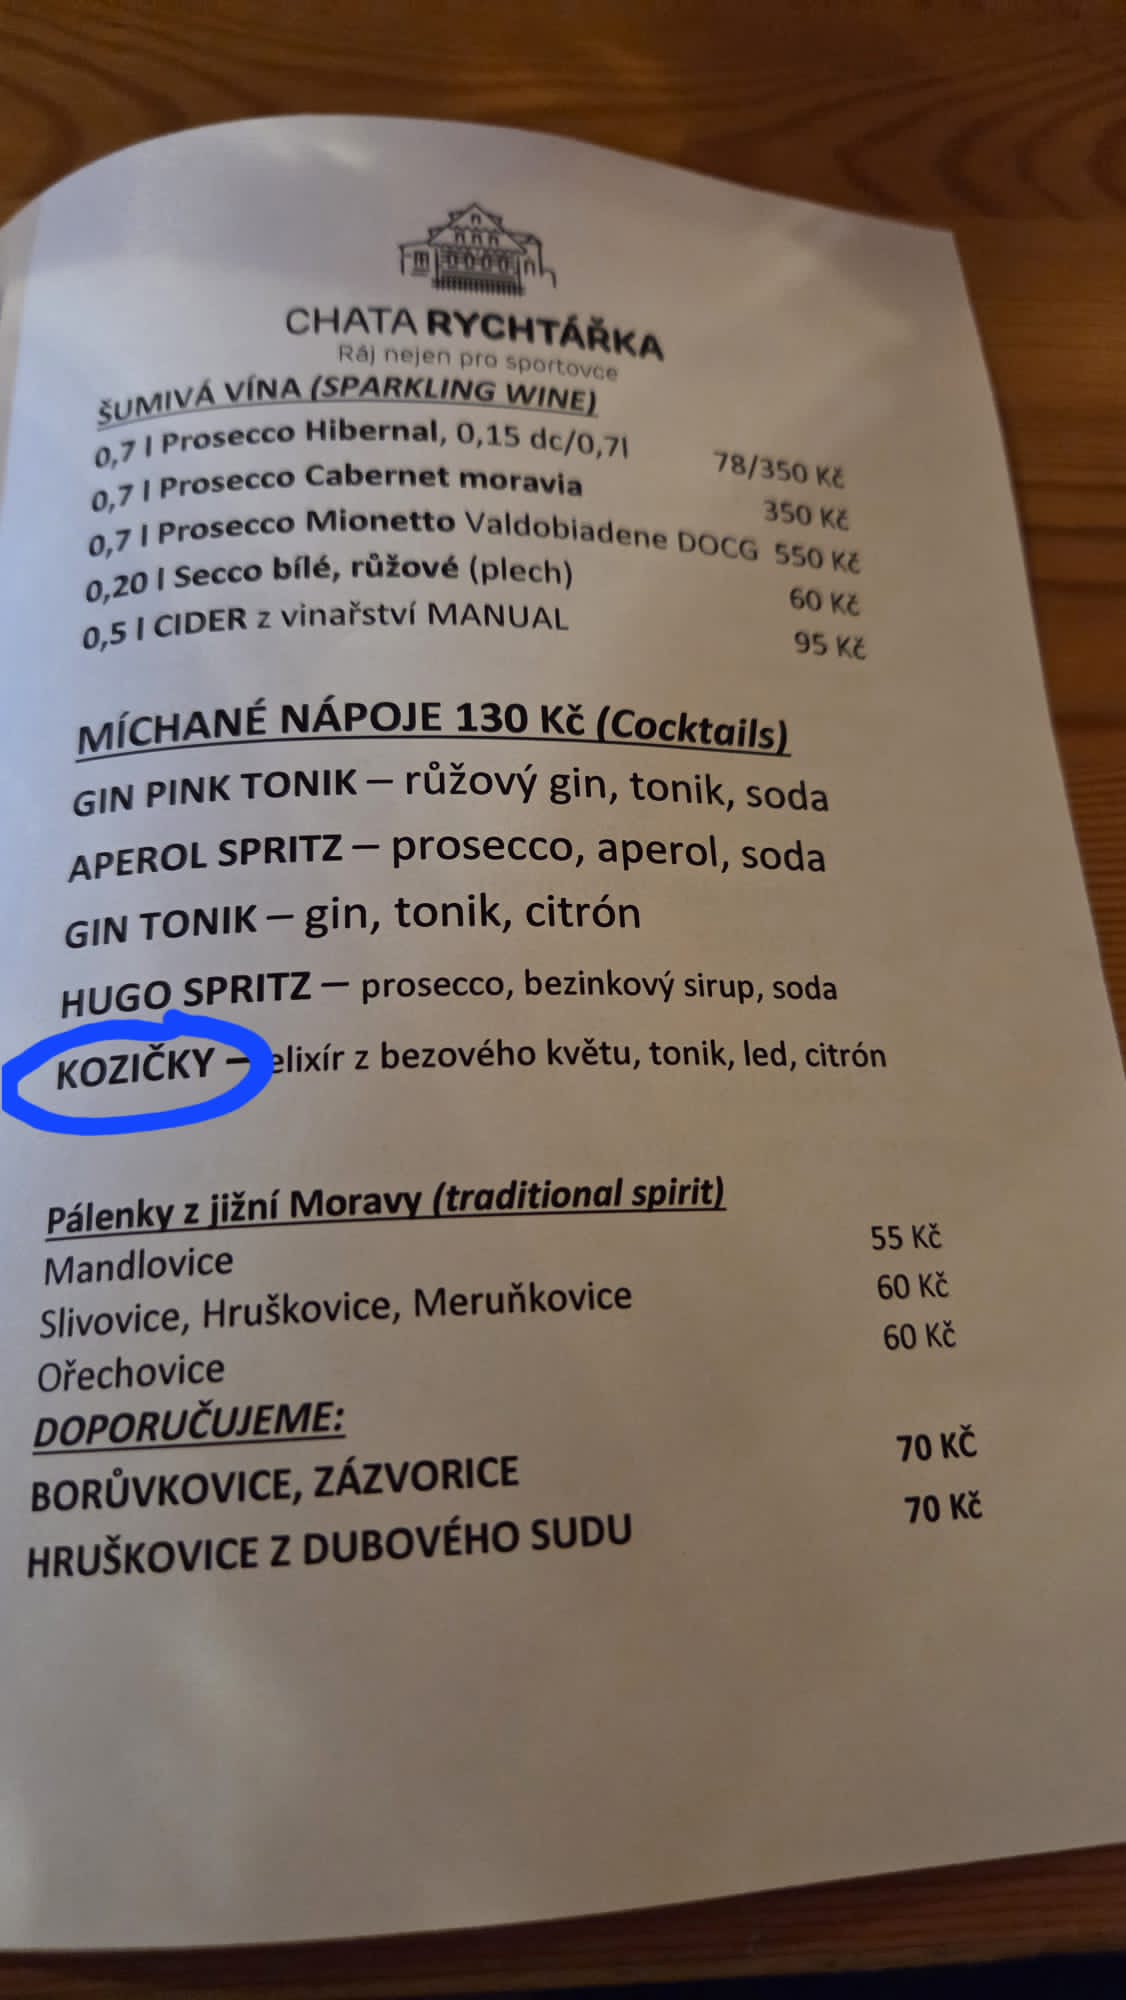 CHATA RYCHTÁŘKA
Ráj nejen pro sportovce
ŠUMIVÁ VÍNA (SPARKLING WINE)
0,7 l Prosecco Hibernal, 0,15 dc/0,7l 78/350 Kč
0,7 l Prosecco Cabernet moravia 350 Kč
0,7 l Prosecco Mionetto Valdobiadene DOCG 550 Kč
0,20 l Secco bílé, růžové (plech) 60 Kč
0,5 l CIDER z vinařství MANUAL 95 Kč
MÍCHANÉ NÁPOJE 130 Kč (Cocktails)
GIN PINK TONIK – růžový gin, tonik, soda
APEROL SPRITZ – prosecco, aperol, soda
GIN TONIK – gin, tonik, citrón
HUGO SPRITZ – prosecco, bezinkový sirup, soda
KOZIČKY – elixír z bezového květu, tonik, led, citrón
Pálenky z jižní Moravy (traditional spirit)
Mandlovice 55 Kč
Slivovice, Hruškovice, Meruňkovice 60 Kč
Ořechovice 60 Kč
DOPORUČUJEME:
BORŮVKOVICE, ZÁZVORICE 70 KČ
HRUŠKOVICE Z DUBOVÉHO SUDU 70 Kč